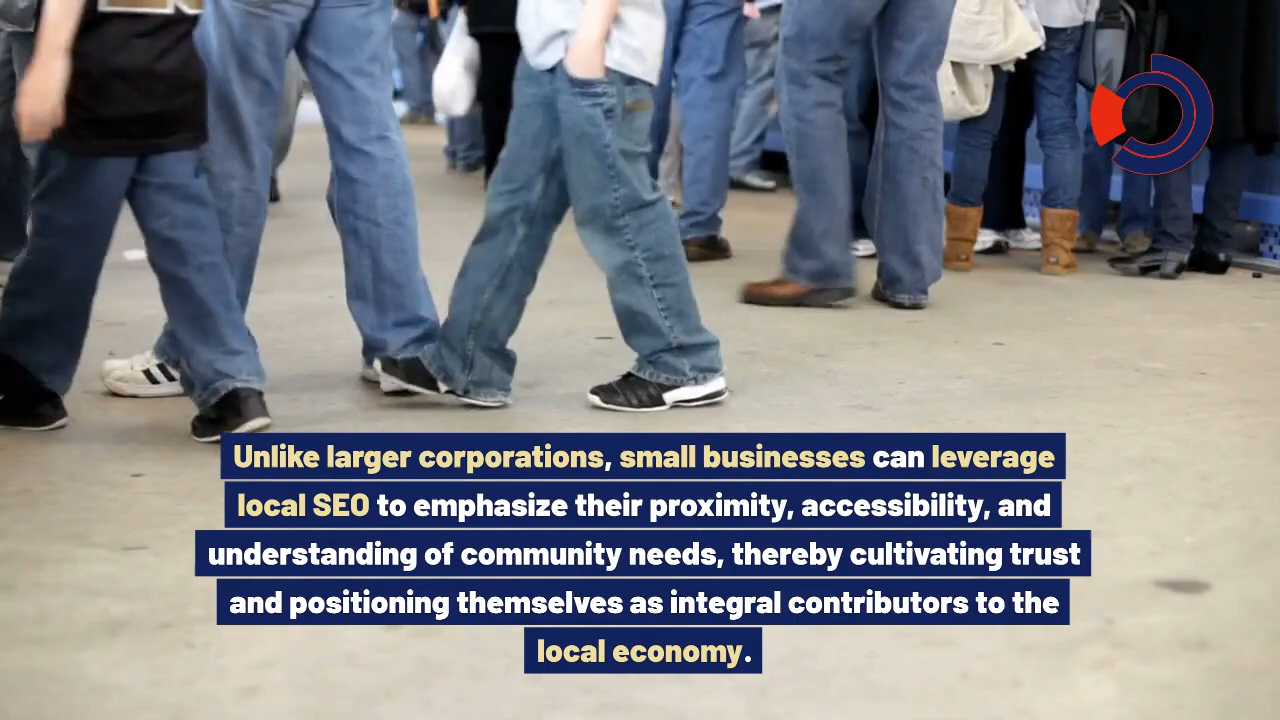 Unlike larger corporations, small businesses can leverage
local SEO to emphasize their proximity, accessibility, and
understanding of community needs, thereby cultivating trust
and positioning themselves as integral contributors to the
local economy.